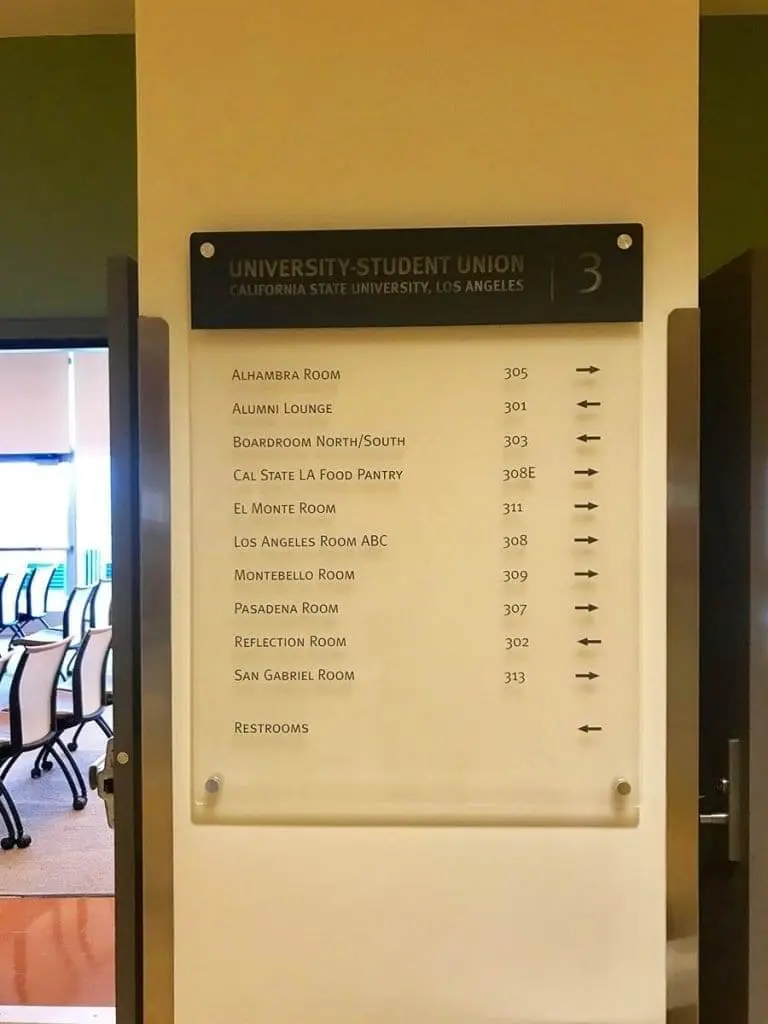 UNIVERSITY-STUDENT UNION
CALIFORNIA STATE UNIVERSITY, LOS ANGELES
3
ALHAMBRA ROOM 305 →
ALUMNI LOUNGE 301 ←
BOARDROOM NORTH/SOUTH 303 ←
CAL STATE LA FOOD PANTRY 308E →
EL MONTE ROOM 311 →
LOS ANGELES ROOM ABC 308 →
MONTEBELLO ROOM 309 →
PASADENA ROOM 307 →
REFLECTION ROOM 302 ←
SAN GABRIEL ROOM 313 →
RESTROOMS ←